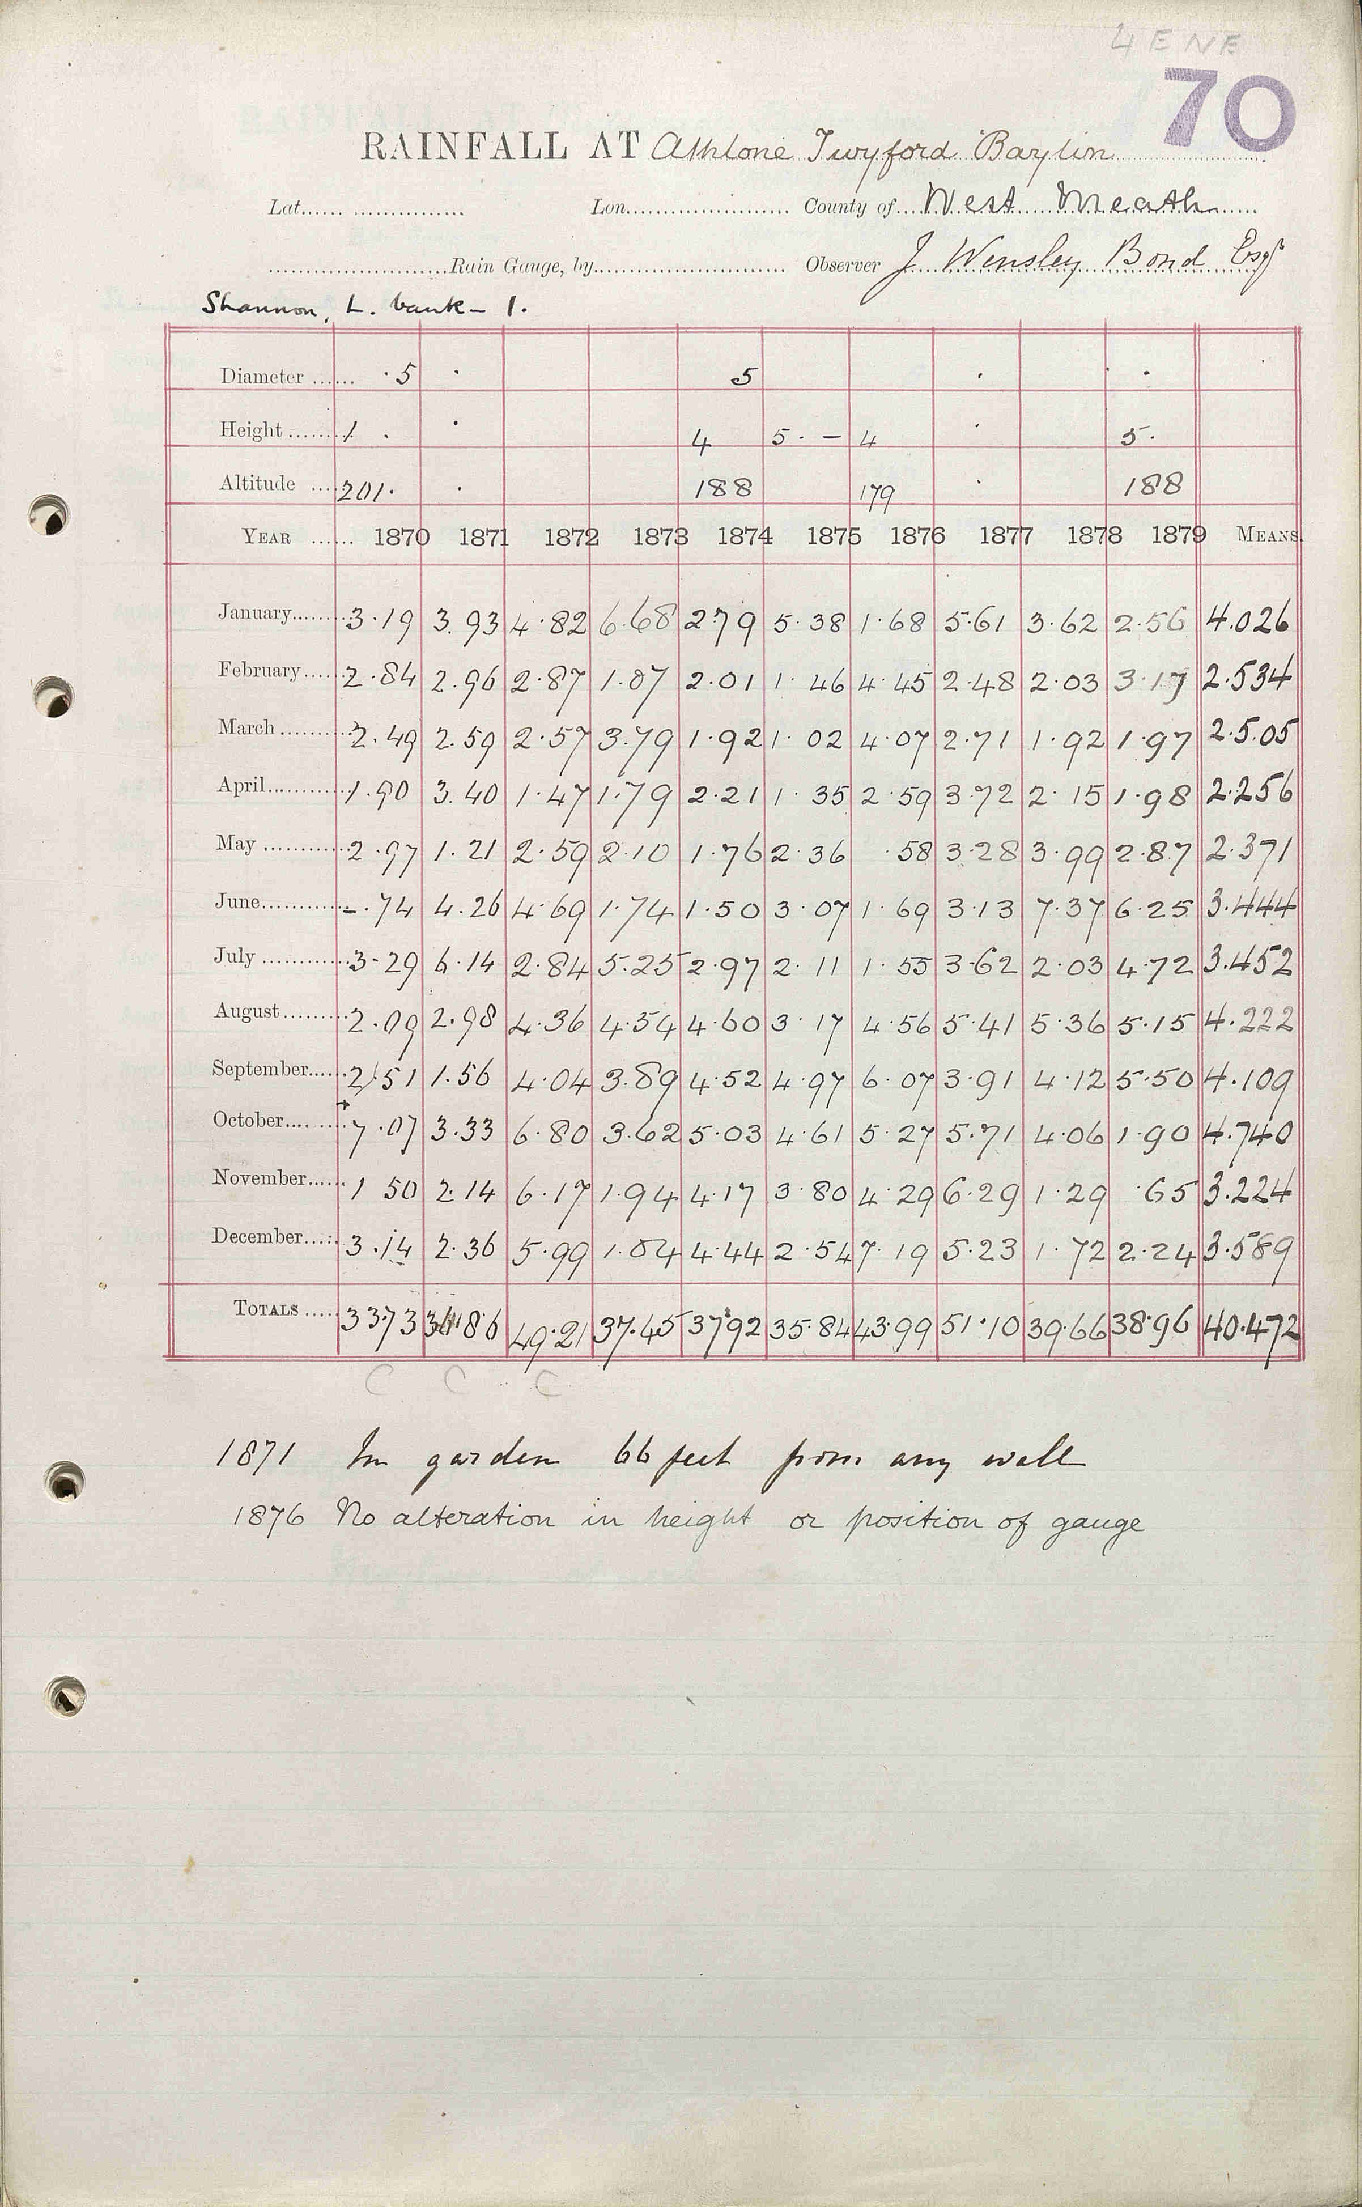 4 E NE
70
RAINFALL AT Athlone Twyford Baylin
Lat. Lon. County of West Meath
Rain Gauge, by Observer J. Wensley Bond Esqr
Shannon, L. bank - 1.
Diameter 5 5
Height 1 4 5 - 4 5
Altitude 201 188 179 188
YEAR 1870 1871 1872 1873 1874 1875 1876 1877 1878 1879 MEANS.
January 3.19 3.93 4.82 6.68 2.79 5.38 1.68 5.61 3.62 2.56 4.026
February 2.84 2.96 2.87 1.07 2.01 1.46 4.45 2.48 2.03 3.17 2.534
March 2.49 2.59 2.57 3.79 1.92 1.02 4.07 2.71 1.92 1.97 2.505
April 1.90 3.40 1.47 1.79 2.21 1.35 2.59 3.72 2.15 1.98 2.256
May 2.97 1.21 2.59 2.10 1.76 2.36 .58 3.28 3.99 2.87 2.371
June -.74 4.26 4.69 1.74 1.50 3.07 1.69 3.13 7.37 6.25 3.444
July 3.29 6.14 2.84 5.25 2.97 2.11 1.55 3.62 2.03 4.72 3.452
August 2.09 2.98 4.36 4.54 4.60 3.17 4.56 5.41 5.36 5.15 4.222
September 2.51 1.56 4.04 3.89 4.52 4.97 6.07 3.91 4.12 5.50 4.109
October 7.07 3.33 6.80 3.62 5.03 4.61 5.27 5.71 4.06 1.90 4.740
November 1.50 2.14 6.17 1.94 4.17 3.80 4.29 6.29 1.29 .65 3.224
December 3.14 2.36 5.99 1.04 4.44 2.54 7.19 5.23 1.72 2.24 3.589
TOTALS 33.73 36.86 49.21 37.45 37.92 35.84 43.99 51.10 39.66 38.96 40.472
C C C
1871 In garden 66 feet from any wall
1876 No alteration in height or position of gauge